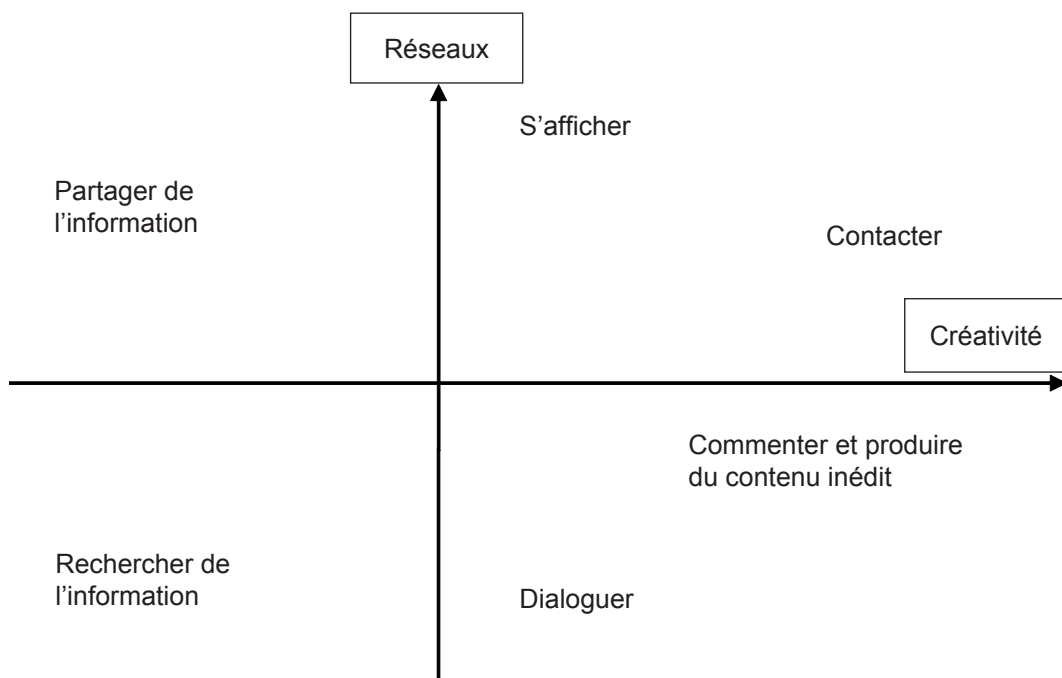 Réseaux
S’afficher
Partager de
l’information
Contacter
Créativité
Commenter et produire
du contenu inédit
Rechercher de
l’information
Dialoguer